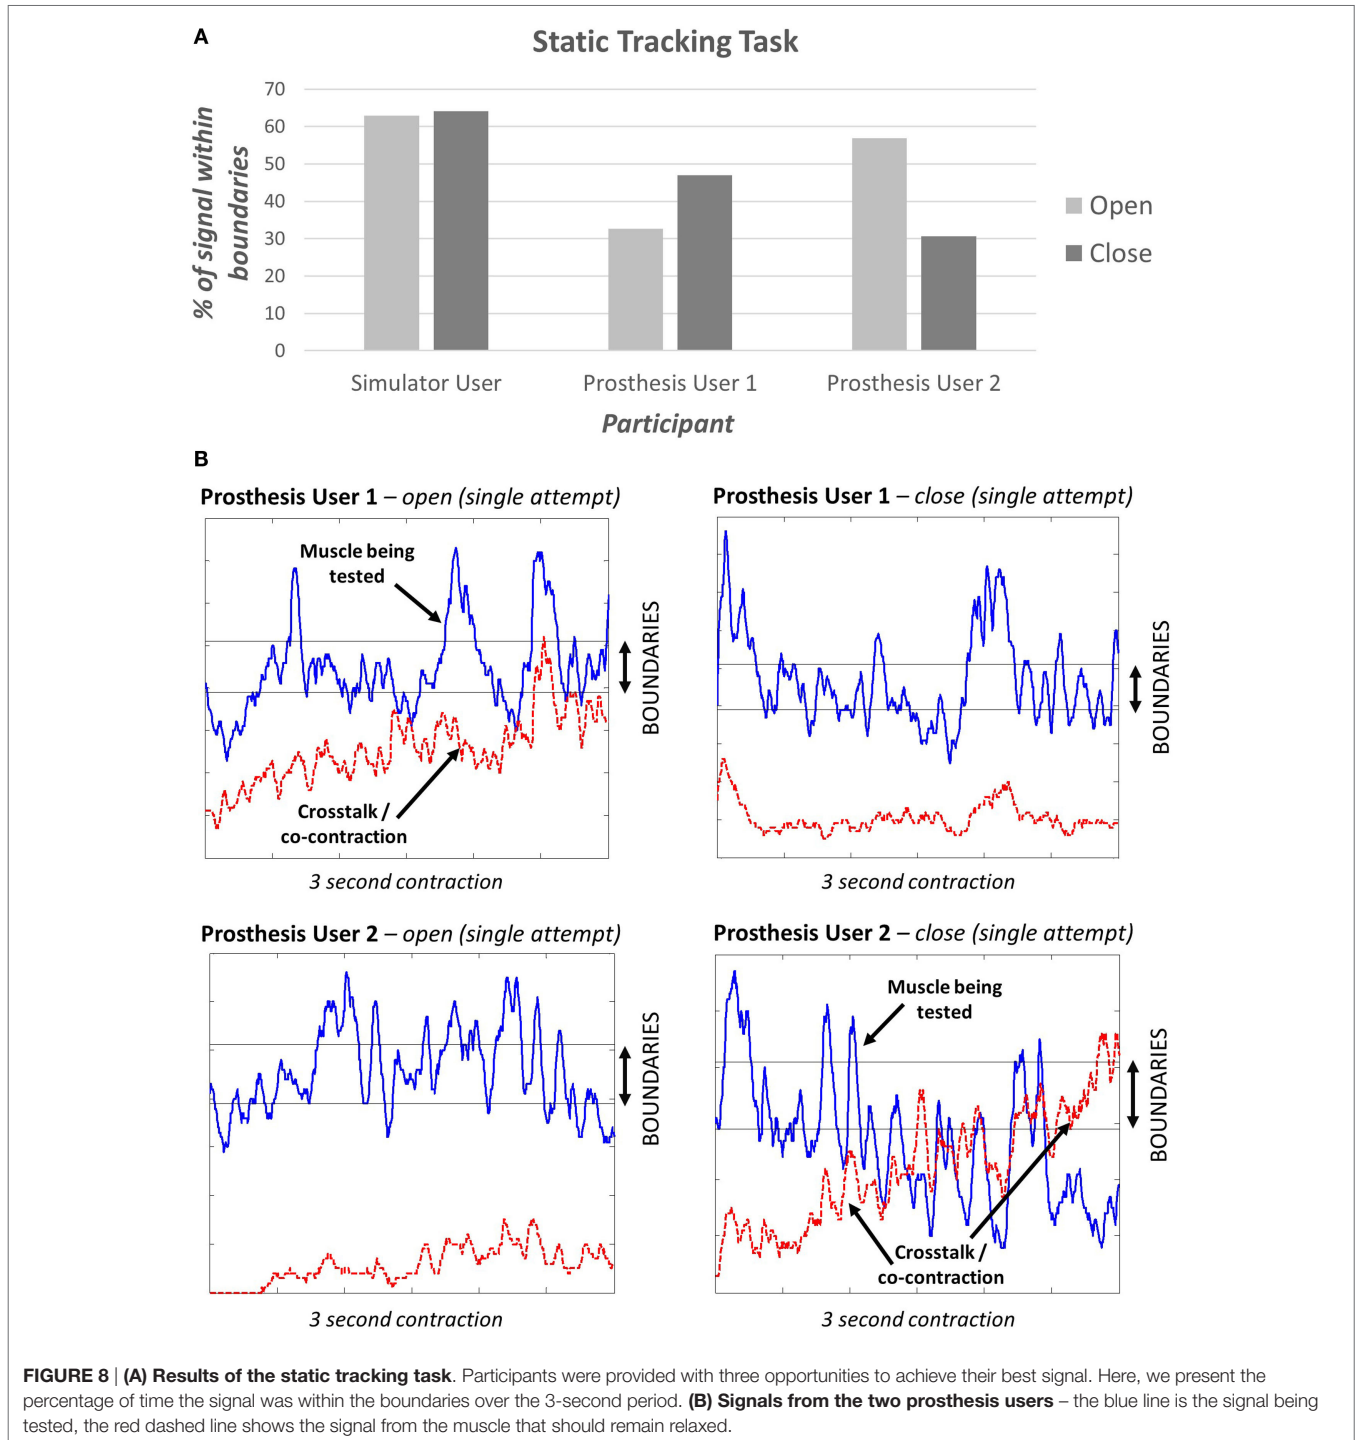 A
Static Tracking Task
% of signal within
boundaries
70
60
50
40
30
20
10
0
Open
Close
Simulator User
Prosthesis User 1
Prosthesis User 2
Participant
B
Prosthesis User 1 – open (single attempt)
Muscle being
tested
Crosstalk /
co-contraction
BOUNDARIES
3 second contraction
Prosthesis User 1 – close (single attempt)
BOUNDARIES
3 second contraction
Prosthesis User 2 – open (single attempt)
BOUNDARIES
3 second contraction
Prosthesis User 2 – close (single attempt)
Muscle being
tested
Crosstalk /
co-contraction
BOUNDARIES
3 second contraction
FIGURE 8 | (A) Results of the static tracking task. Participants were provided with three opportunities to achieve their best signal. Here, we present the
percentage of time the signal was within the boundaries over the 3-second period. (B) Signals from the two prosthesis users – the blue line is the signal being
tested, the red dashed line shows the signal from the muscle that should remain relaxed.